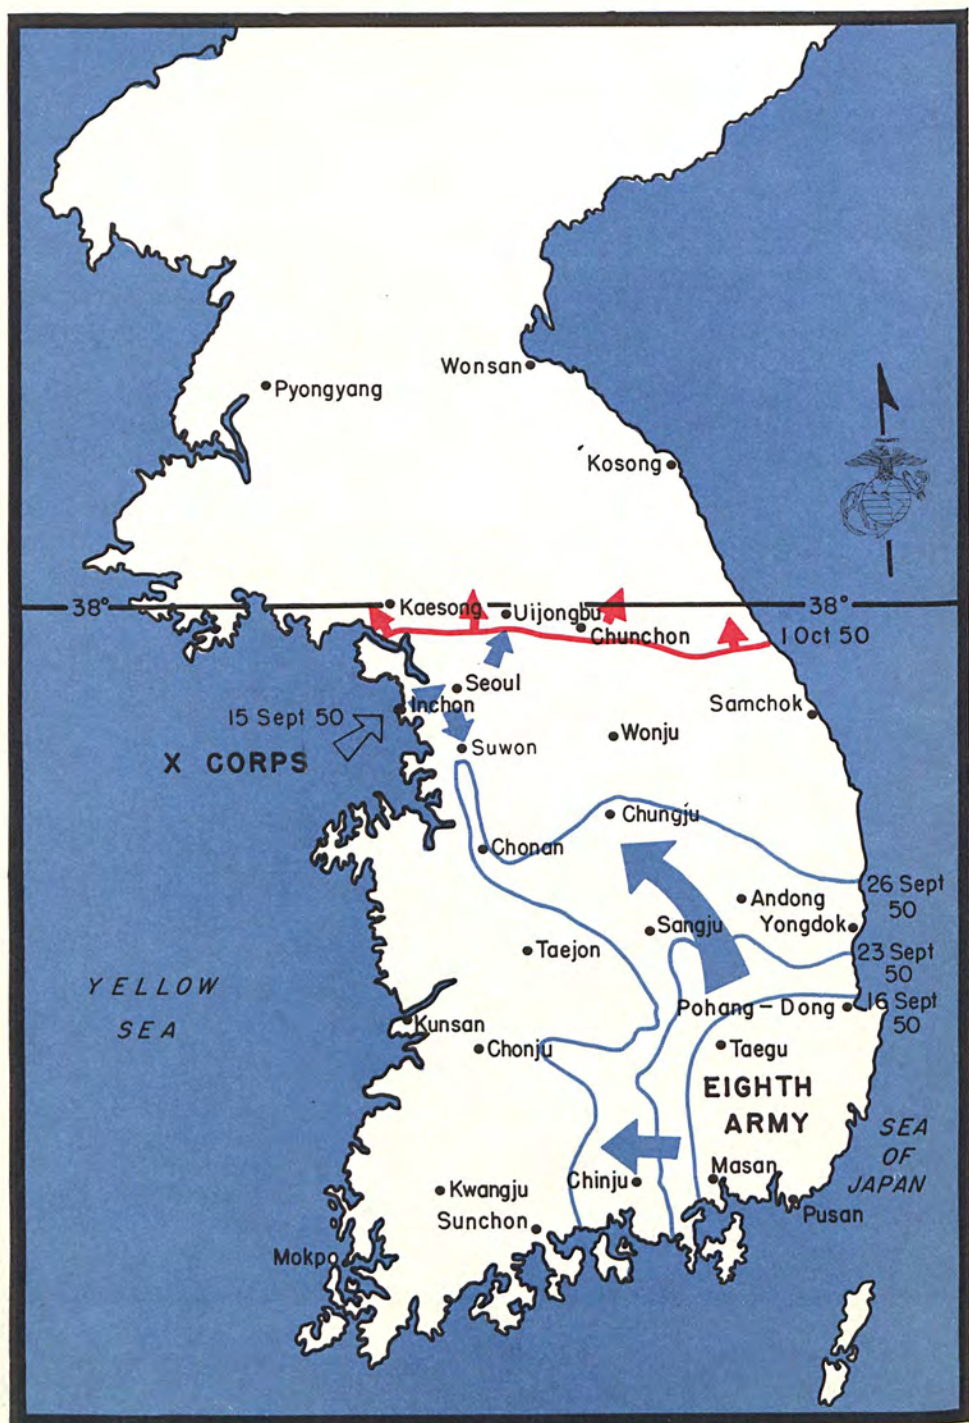 Wonsan
Pyongyang
Kosong
38°
38°
Kaesong
Uijongbu
Chunchon
1 Oct 50
Seoul
Inchon
15 Sept 50
X CORPS
Samchok
Wonju
Suwon
Chungju
Chonan
26 Sept
50
Andong
Yongdok
Sangju
Taejon
23 Sept
50
YELLOW
SEA
Pohang-Dong
16 Sept
50
Kunsan
Chonju
Taegu
EIGHTH
ARMY
SEA
OF
JAPAN
Masan
Chinju
Kwangju
Pusan
Sunchon
Mokpo